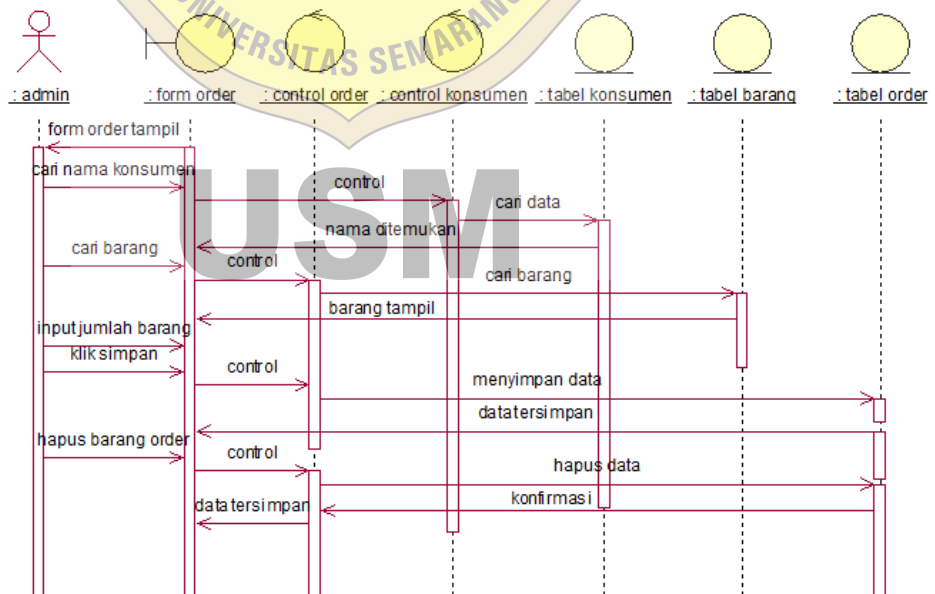 UNIVERSITAS SEMARANG
: admin
: form order
: control order
: control konsumen
: tabel konsumen
: tabel barang
: tabel order
form order tampil
cari nama konsumen
control
cari data
nama ditemukan
cari barang
control
cari barang
barang tampil
input jumlah barang
klik simpan
control
menyimpan data
data tersimpan
hapus barang order
control
hapus data
konfirmasi
data tersimpan
USM